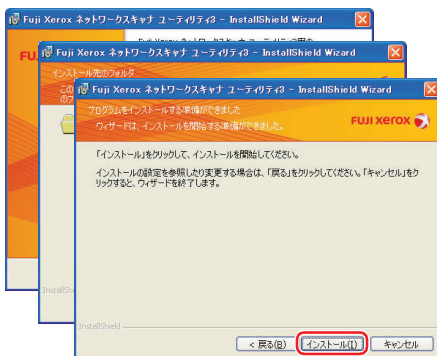 Fuji Xerox ネットワークスキャナ ユーティリティ3 - InstallShield Wizard
FU
Fuji Xerox ネットワークスキャナ ユーティリティ3 - InstallShield Wizard
インストール先のフォルダ
この
のフ
InstallSh
Fuji Xerox ネットワークスキャナ ユーティリティ3 - InstallShield Wizard
プログラムをインストールする準備ができました
ウィザードは、インストールを開始する準備ができました。
FUJI XEROX
「インストール」をクリックして、インストールを開始してください。
インストールの設定を参照したり変更する場合は、「戻る」をクリックしてください。「キャンセル」をク
リックすると、ウィザードを終了します。
InstallShield
< 戻る(B)
インストール(I)
キャンセル